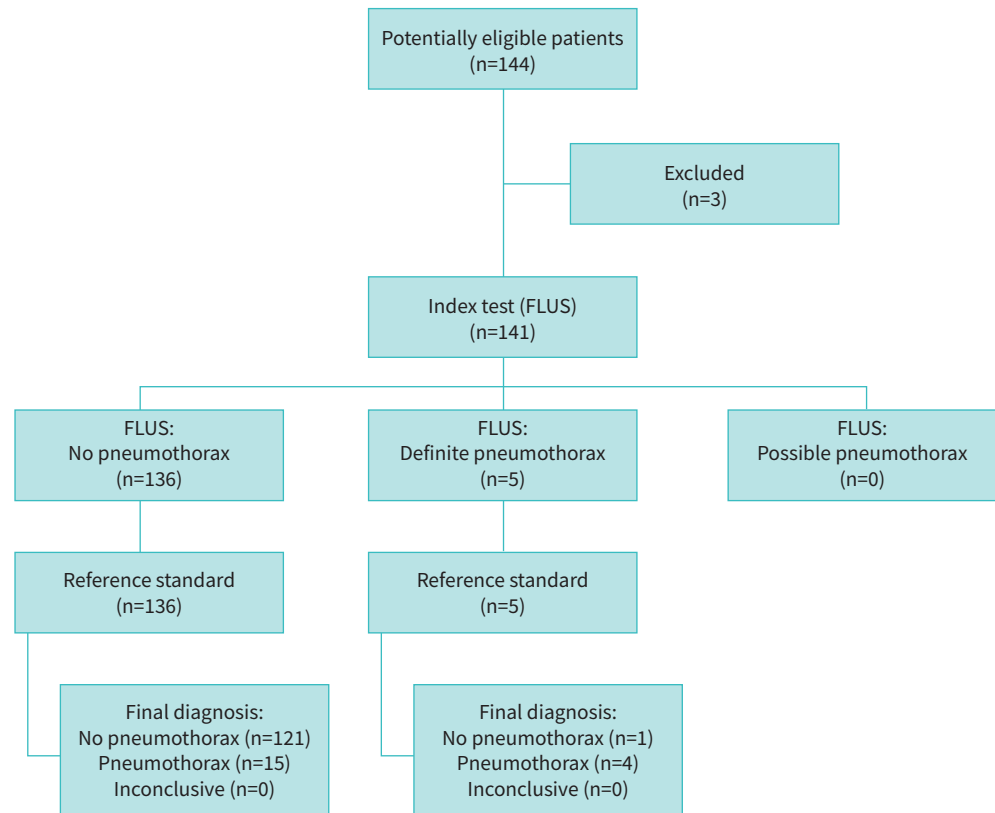 Potentially eligible patients
(n=144)
Excluded
(n=3)
Index test (FLUS)
(n=141)
FLUS:
No pneumothorax
(n=136)
FLUS:
Definite pneumothorax
(n=5)
FLUS:
Possible pneumothorax
(n=0)
Reference standard
(n=136)
Reference standard
(n=5)
Final diagnosis:
No pneumothorax (n=121)
Pneumothorax (n=15)
Inconclusive (n=0)
Final diagnosis:
No pneumothorax (n=1)
Pneumothorax (n=4)
Inconclusive (n=0)